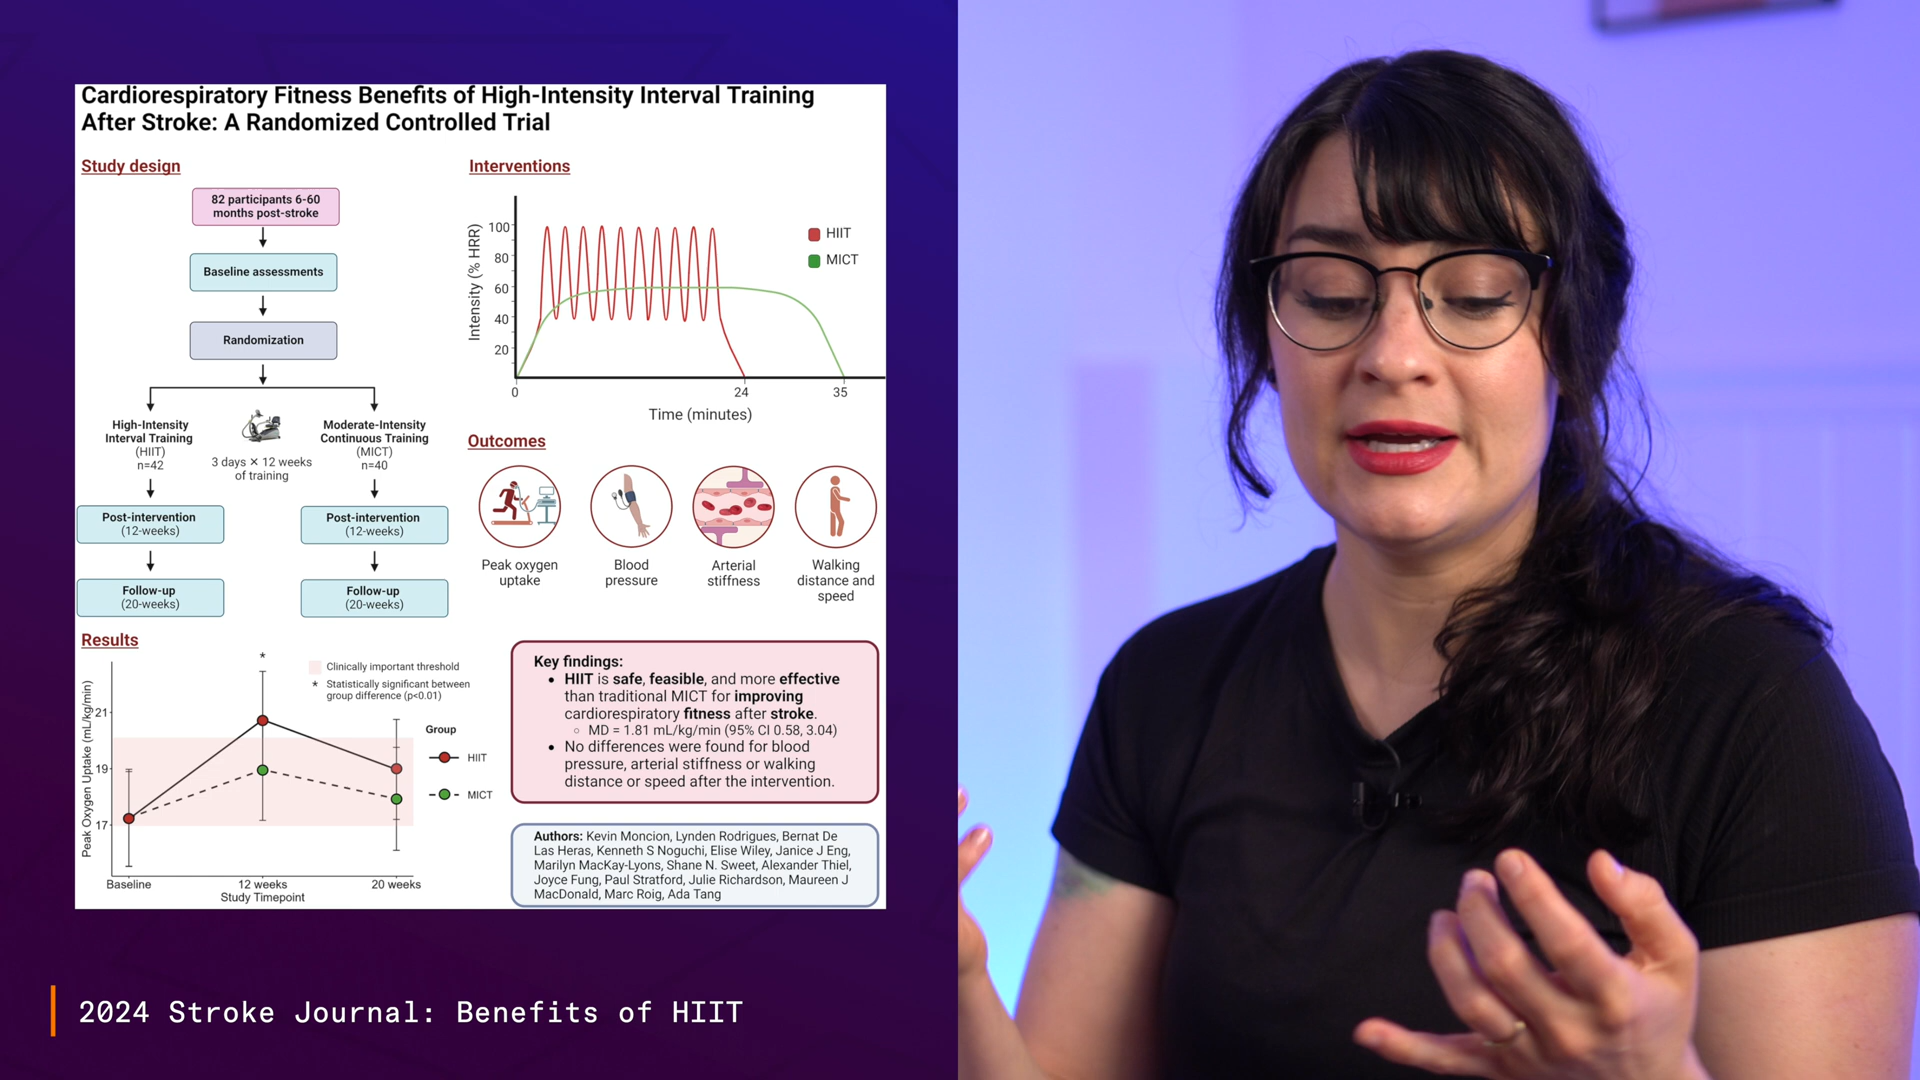 Cardiorespiratory Fitness Benefits of High-Intensity Interval Training
After Stroke: A Randomized Controlled Trial
Study design
82 participants 6-60
months post-stroke
Baseline assessments
Randomization
High-Intensity
Interval Training
(HIIT)
n=42
3 days × 12 weeks
of training
Moderate-Intensity
Continuous Training
(MICT)
n=40
Post-intervention
(12-weeks)
Post-intervention
(12-weeks)
Follow-up
(20-weeks)
Follow-up
(20-weeks)
Interventions
Intensity (% HRR)
100
80
60
40
20
0
24
35
Time (minutes)
HIIT
MICT
Outcomes
Peak oxygen
uptake
Blood
pressure
Arterial
stiffness
Walking
distance and
speed
Results
Peak Oxygen Uptake (mL/kg/min)
21
19
17
*
Clinically important threshold
* Statistically significant between
group difference (p<0.01)
Group
HIIT
MICT
Baseline
12 weeks
20 weeks
Study Timepoint
Key findings:
• HIIT is safe, feasible, and more effective
than traditional MICT for improving
cardiorespiratory fitness after stroke.
○ MD = 1.81 mL/kg/min (95% CI 0.58, 3.04)
• No differences were found for blood
pressure, arterial stiffness or walking
distance or speed after the intervention.
Authors: Kevin Moncion, Lynden Rodrigues, Bernat De
Las Heras, Kenneth S Noguchi, Elise Wiley, Janice J Eng,
Marilyn MacKay-Lyons, Shane N. Sweet, Alexander Thiel,
Joyce Fung, Paul Stratford, Julie Richardson, Maureen J
MacDonald, Marc Roig, Ada Tang
2024 Stroke Journal: Benefits of HIIT